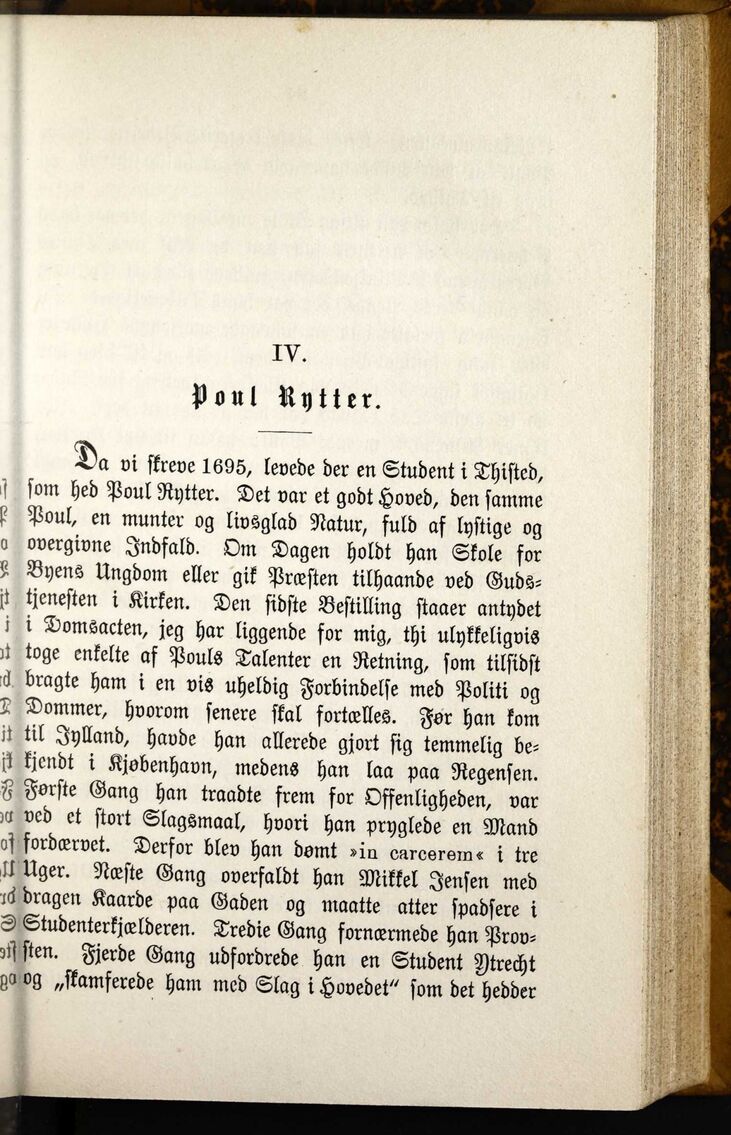 IV.
Poul Rytter.
Da vi skreve 1695, levede der en Student i Thisted,
som hed Poul Rytter. Det var et godt Hoved, den samme
Poul, en munter og livsglad Natur, fuld af lystige og
overgivne Indfald. Om Dagen holdt han Skole for
Byens Ungdom eller gik Præsten tilhaande ved Guds-
tjenesten i Kirken. Den sidste Bestilling staaer antydet
i Domsacten, jeg har liggende for mig, thi ulykkeligvis
toge enkelte af Pouls Talenter en Retning, som tilsidst
bragte ham i en vis uheldig Forbindelse med Politi og
Dommer, hvorom senere skal fortælles. Før han kom
til Jylland, havde han allerede gjort sig temmelig be-
kjendt i Kjøbenhavn, medens han laa paa Regensen.
Første Gang han traadte frem for Offenligheden, var
ved et stort Slagsmaal, hvori han pryglede en Mand
fordærvet. Derfor blev han dømt »in carcerem« i tre
Uger. Næste Gang overfaldt han Mikkel Jensen med
dragen Kaarde paa Gaden og maatte atter spadsere i
Studenterkjælderen. Tredie Gang fornærmede han Prov-
sten. Fjerde Gang udfordrede han en Student Ytrecht
og „skamferede ham med Slag i Hovedet" som det hedder